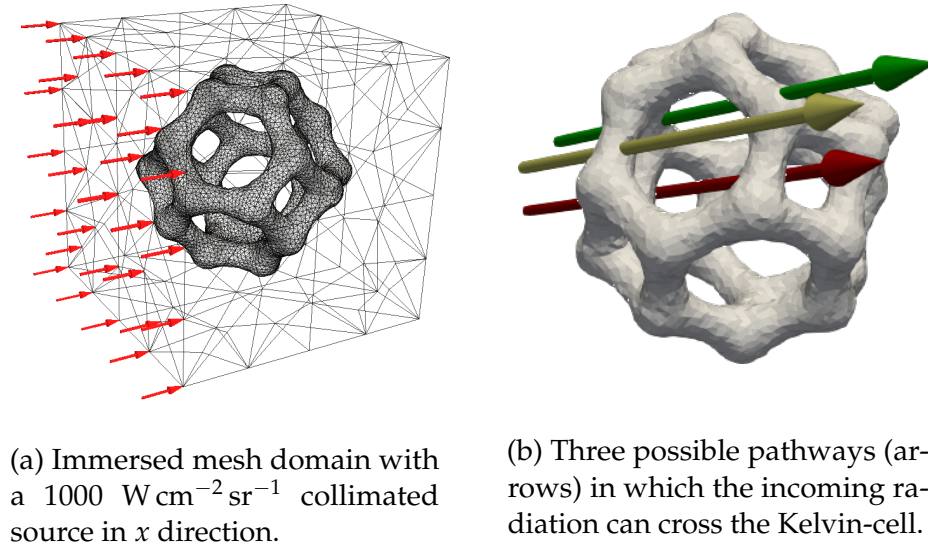 (a) Immersed mesh domain with
a 1000 W cm⁻² sr⁻¹ collimated
source in x direction.
(b) Three possible pathways (ar-
rows) in which the incoming ra-
diation can cross the Kelvin-cell.